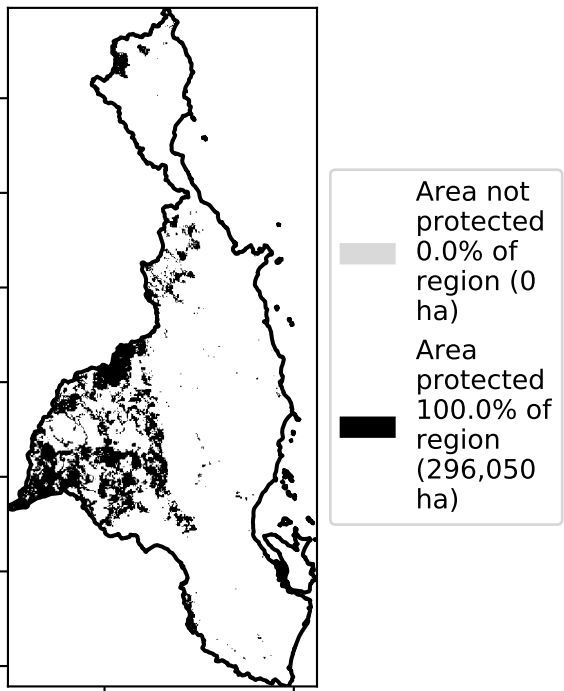 Area not
protected
0.0% of
region (0
ha)
Area
protected
100.0% of
region
(296,050
ha)